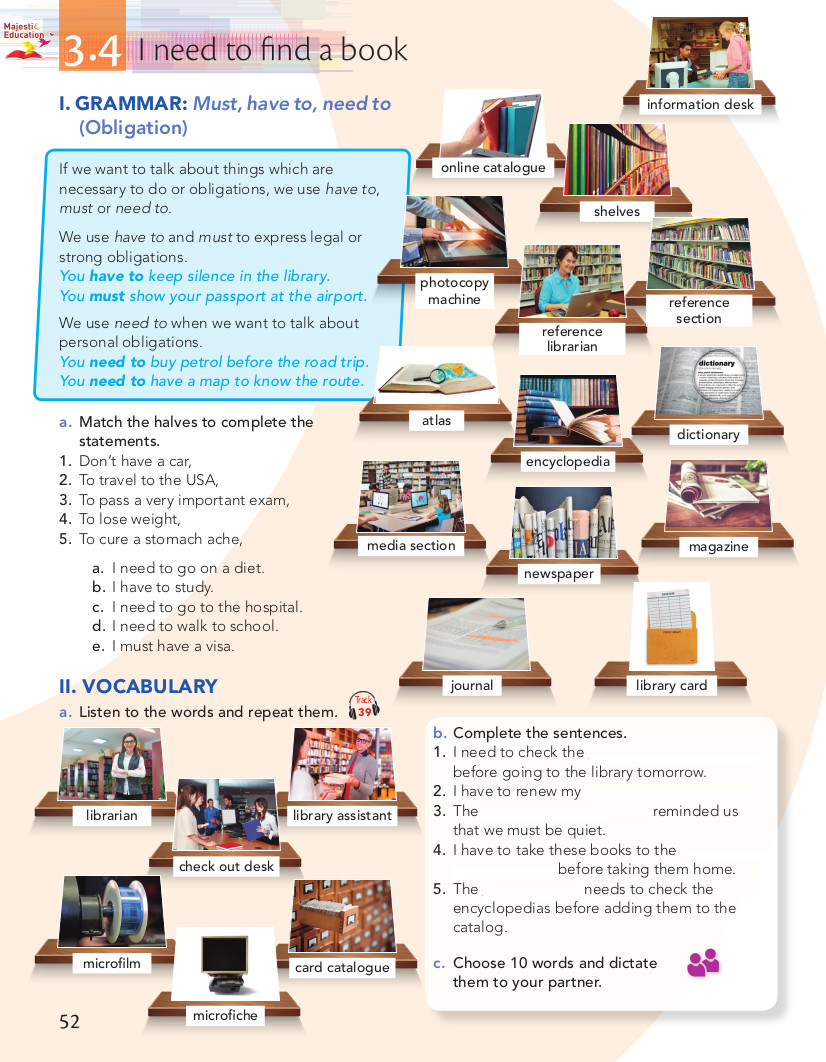 Majestic
Education
3.4 I need to find a book
I. GRAMMAR: Must, have to, need to
(Obligation)
If we want to talk about things which are
necessary to do or obligations, we use have to,
must or need to.
We use have to and must to express legal or
strong obligations.
You have to keep silence in the library.
You must show your passport at the airport.
We use need to when we want to talk about
personal obligations.
You need to buy petrol before the road trip.
You need to have a map to know the route.
a. Match the halves to complete the
statements.
1. Don't have a car,
2. To travel to the USA,
3. To pass a very important exam,
4. To lose weight,
5. To cure a stomach ache,
a. I need to go on a diet.
b. I have to study.
c. I need to go to the hospital.
d. I need to walk to school.
e. I must have a visa.
information desk
online catalogue
shelves
photocopy
machine
reference
librarian
reference
section
atlas
encyclopedia
dictionary
dictionary
media section
newspaper
magazine
journal
library card
II. VOCABULARY
a. Listen to the words and repeat them.
Track
39
librarian
library assistant
check out desk
microfilm
card catalogue
microfiche
b. Complete the sentences.
1. I need to check the
before going to the library tomorrow.
2. I have to renew my
3. The reminded us
that we must be quiet.
4. I have to take these books to the
before taking them home.
5. The needs to check the
encyclopedias before adding them to the
catalog.
c. Choose 10 words and dictate
them to your partner.
52